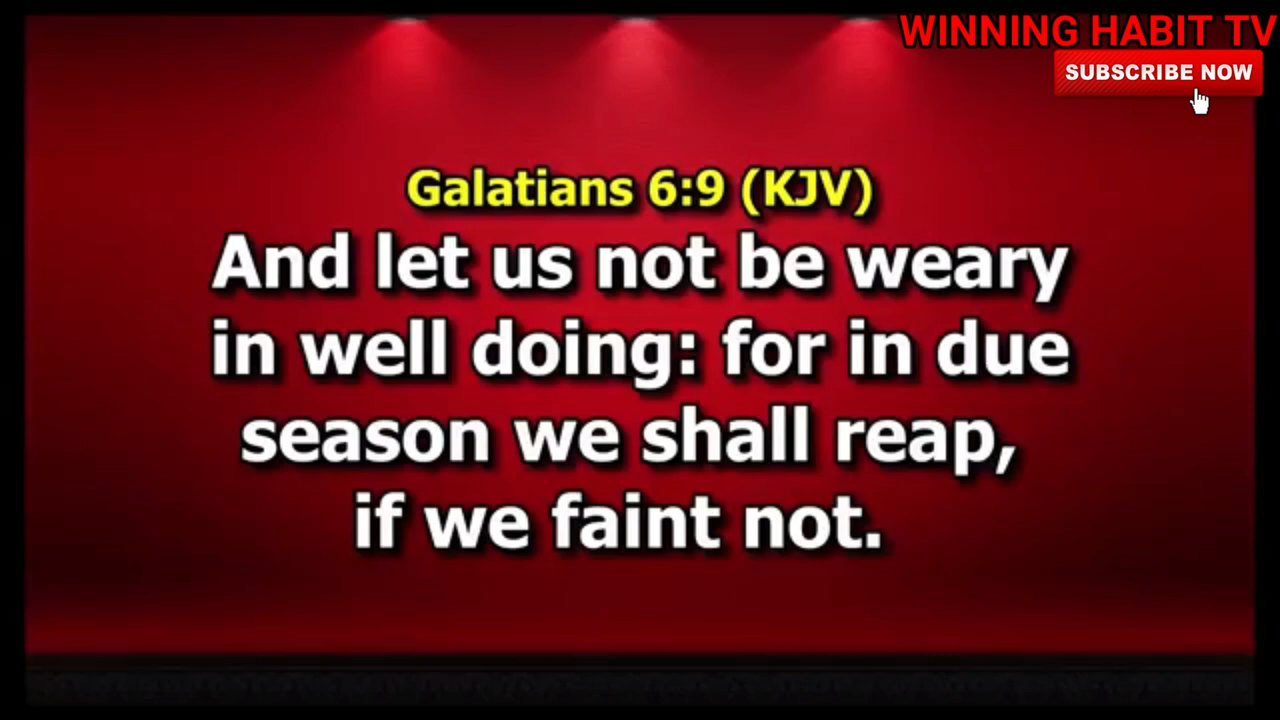 WINNING HABIT TV
SUBSCRIBE NOW
Galatians 6:9 (KJV)
And let us not be weary
in well doing: for in due
season we shall reap,
if we faint not.